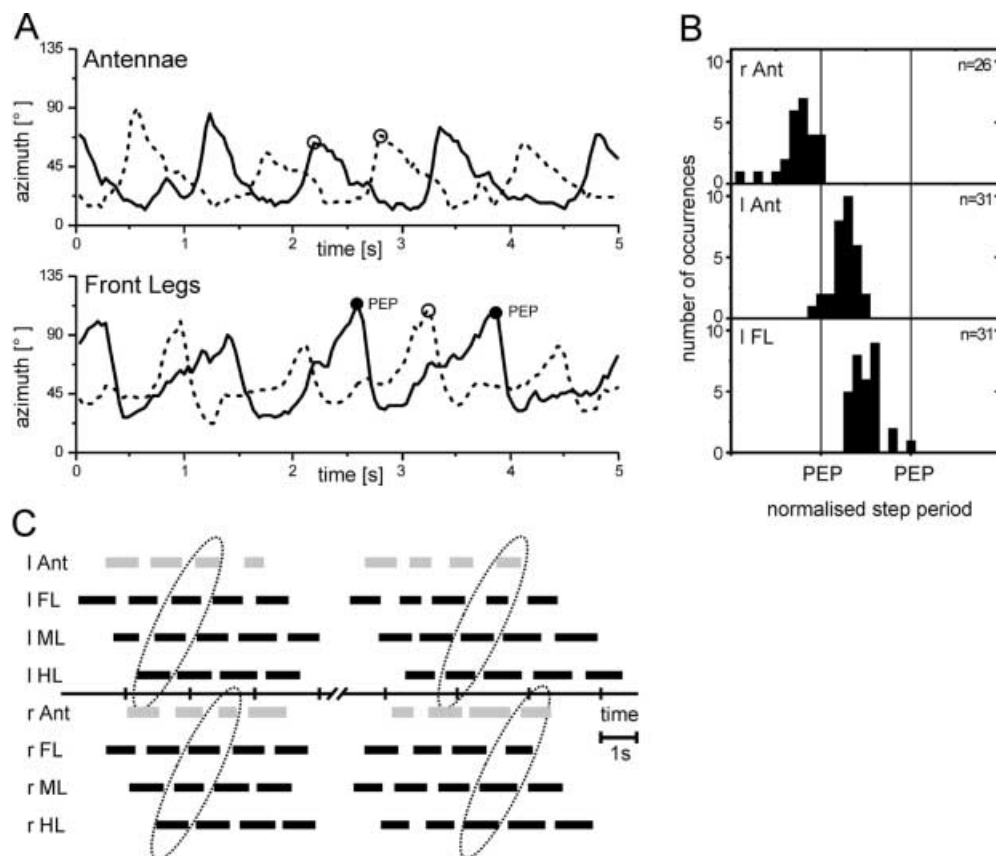 A
Antennae
135
90
45
0
azimuth [°]
0 1 2 3 4 5
time [s]
Front Legs
135
90
45
0
azimuth [°]
PEP PEP
0 1 2 3 4 5
time [s]
B
10
5
0
r Ant n=26
10
5
0
l Ant n=31
10
5
0
l FL n=31
number of occurrences
PEP PEP
normalised step period
C
l Ant
l FL
l ML
l HL
r Ant
r FL
r ML
r HL
time
1s